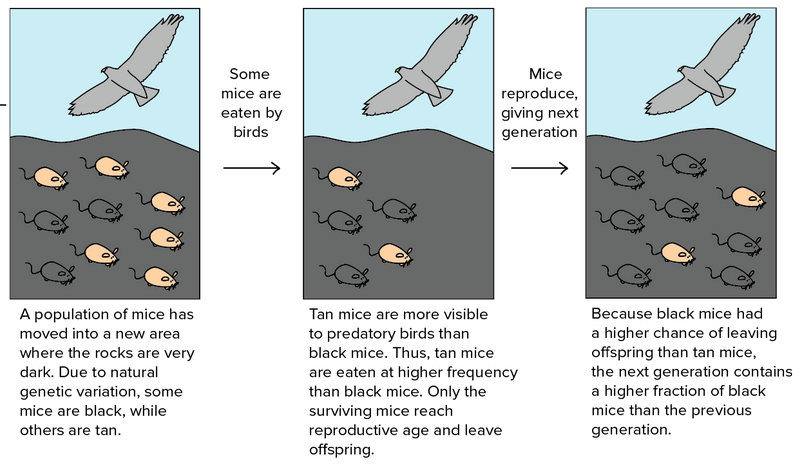 Some
mice are
eaten by
birds
Mice
reproduce,
giving next
generation
A population of mice has
moved into a new area
where the rocks are very
dark. Due to natural
genetic variation, some
mice are black, while
others are tan.
Tan mice are more visible
to predatory birds than
black mice. Thus, tan mice
are eaten at higher frequency
than black mice. Only the
surviving mice reach
reproductive age and leave
offspring.
Because black mice had
a higher chance of leaving
offspring than tan mice,
the next generation contains
a higher fraction of black
mice than the previous
generation.